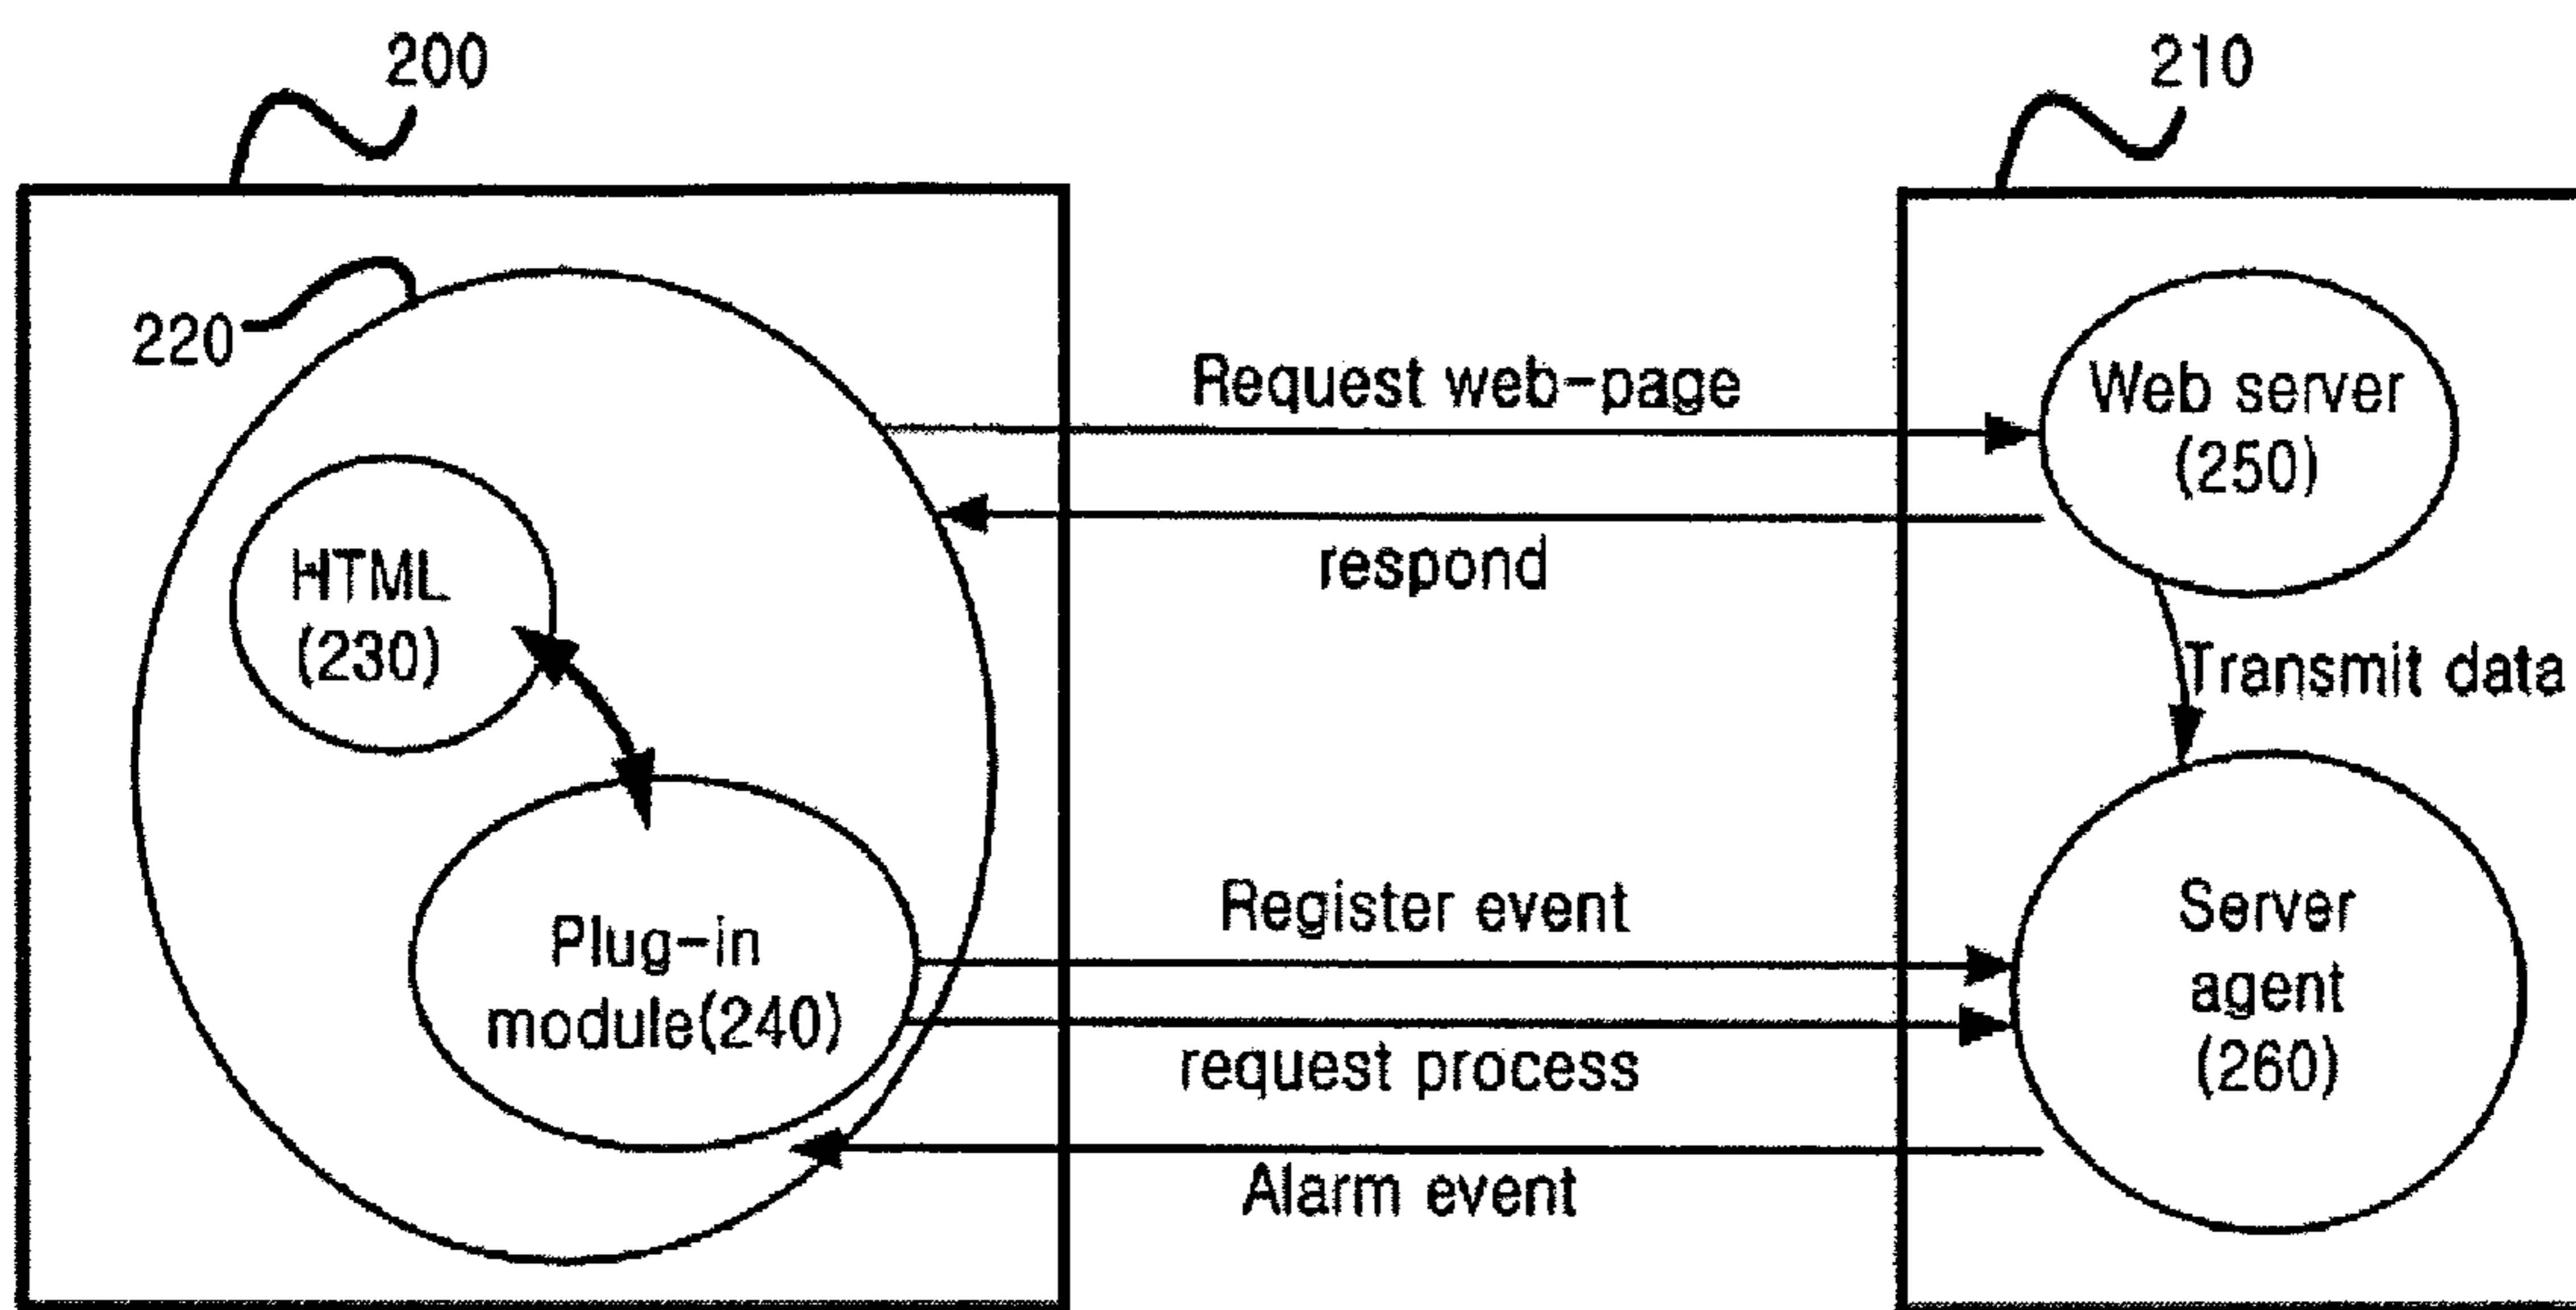 200
210
220
Request web-page
Web server
(250)
respond
HTML
(230)
Transmit data
Register event
Plug-in
module(240)
Server
agent
(260)
request process
Alarm event